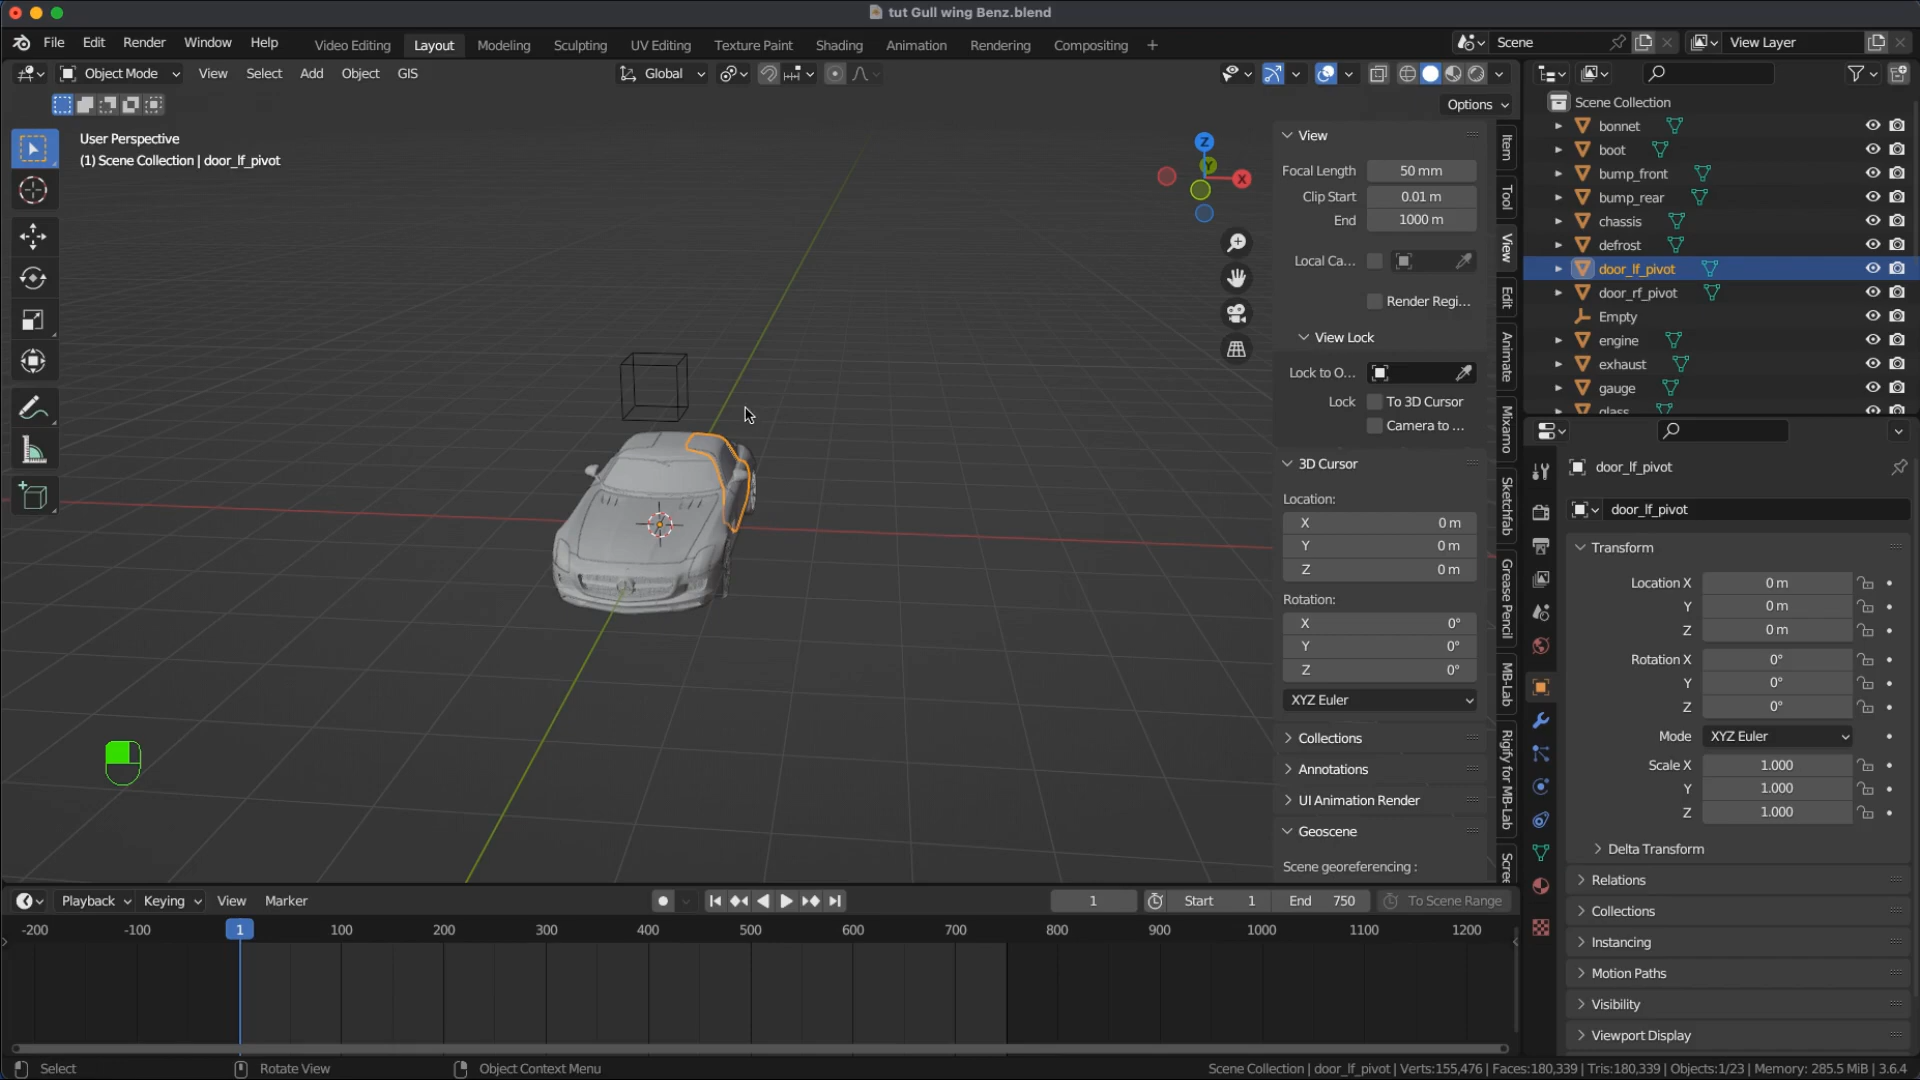 tut Gull wing Benz.blend
File Edit Render Window Help
Video Editing Layout Modeling Sculpting UV Editing Texture Paint Shading Animation Rendering Compositing +
Scene
View Layer
Object Mode View Select Add Object GIS
Global
Options
User Perspective
(1) Scene Collection | door_lf_pivot
Z
Y
X
View
Focal Length 50 mm
Clip Start 0.01 m
End 1000 m
Local Ca...
Render Regi...
View Lock
Lock to O...
Lock To 3D Cursor
Camera to ...
3D Cursor
Location:
X 0 m
Y 0 m
Z 0 m
Rotation:
X 0°
Y 0°
Z 0°
XYZ Euler
Collections
Annotations
UI Animation Render
Geoscene
Scene georeferencing :
Item
Tool
View
Edit
Animate
Mixamo
Sketchfab
Grease Pencil
MB-Lab
Rigify for MB-Lab
Scree
Scene Collection
bonnet
boot
bump_front
bump_rear
chassis
defrost
door_lf_pivot
door_rf_pivot
Empty
engine
exhaust
gauge
glass
door_lf_pivot
door_lf_pivot
Transform
Location X 0 m
Y 0 m
Z 0 m
Rotation X 0°
Y 0°
Z 0°
Mode XYZ Euler
Scale X 1.000
Y 1.000
Z 1.000
Delta Transform
Relations
Collections
Instancing
Motion Paths
Visibility
Viewport Display
Playback Keying View Marker
1 Start 1 End 750 To Scene Range
-200 -100 1 100 200 300 400 500 600 700 800 900 1000 1100 1200
Select Rotate View Object Context Menu
Scene Collection | door_lf_pivot | Verts:155,476 | Faces:180,339 | Tris:180,339 | Objects:1/23 | Memory: 285.5 MiB | 3.6.4